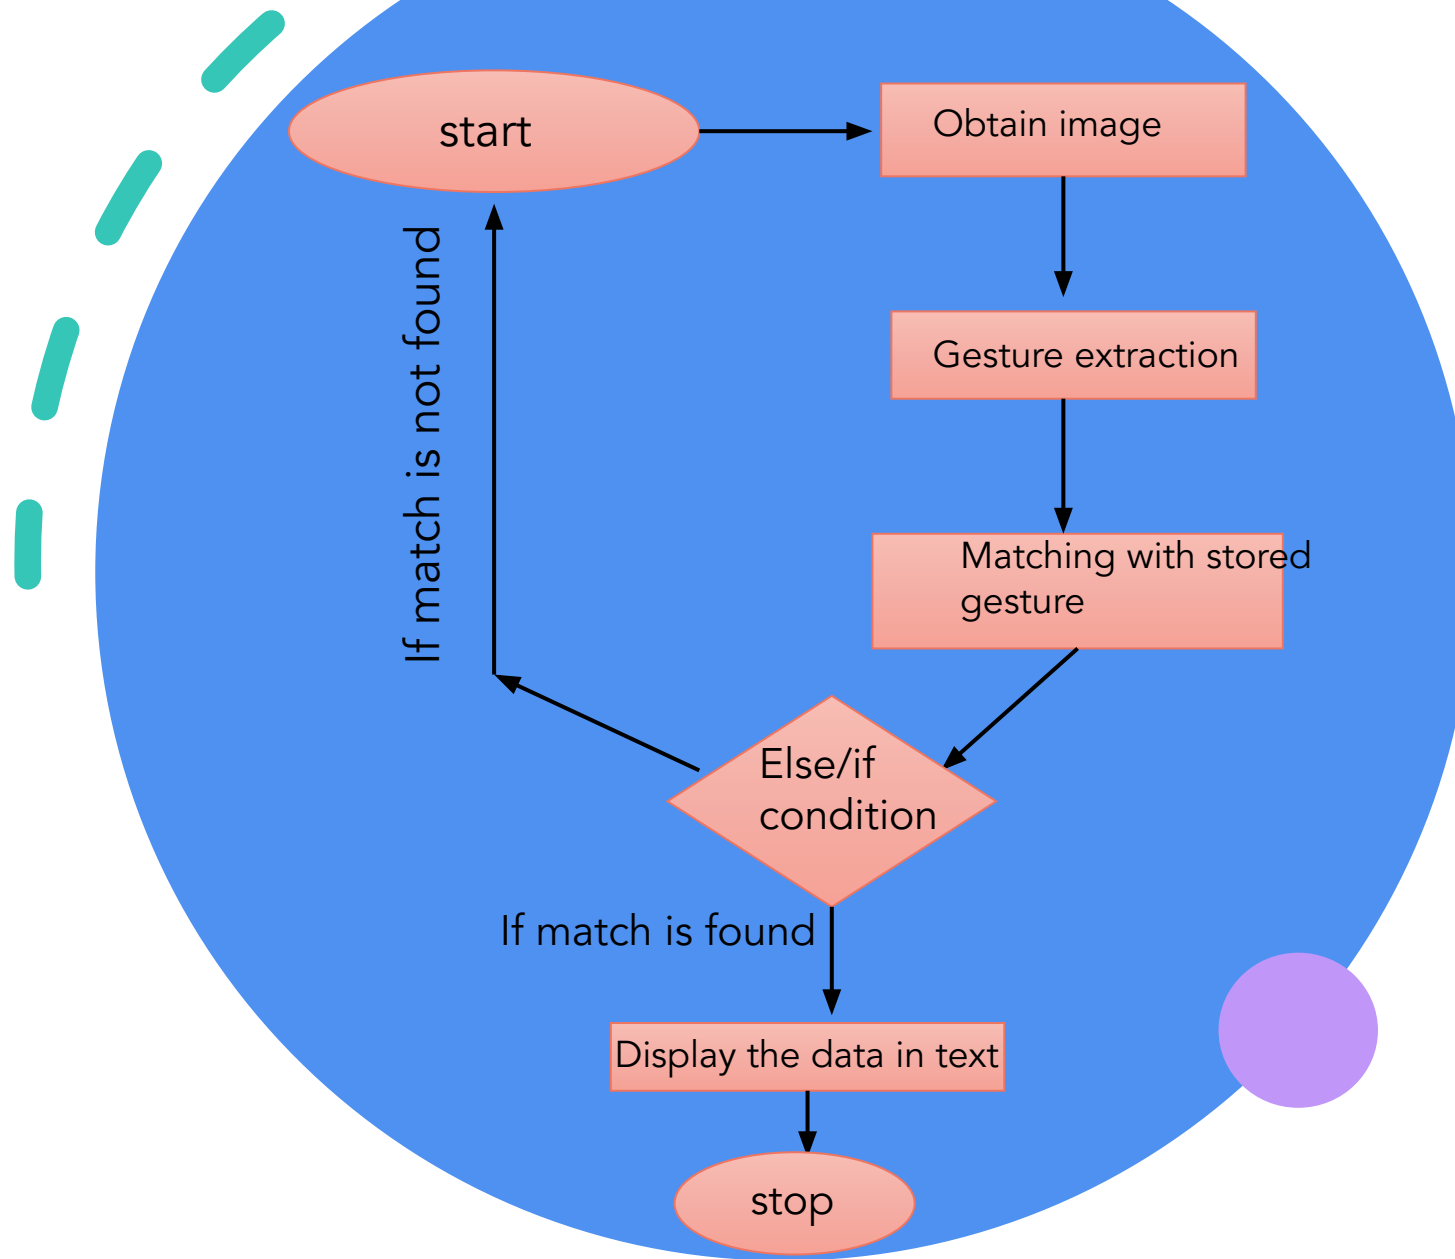 start
Obtain image
Gesture extraction
Matching with stored
gesture
If match is not found
Else/if
condition
If match is found
Display the data in text
stop